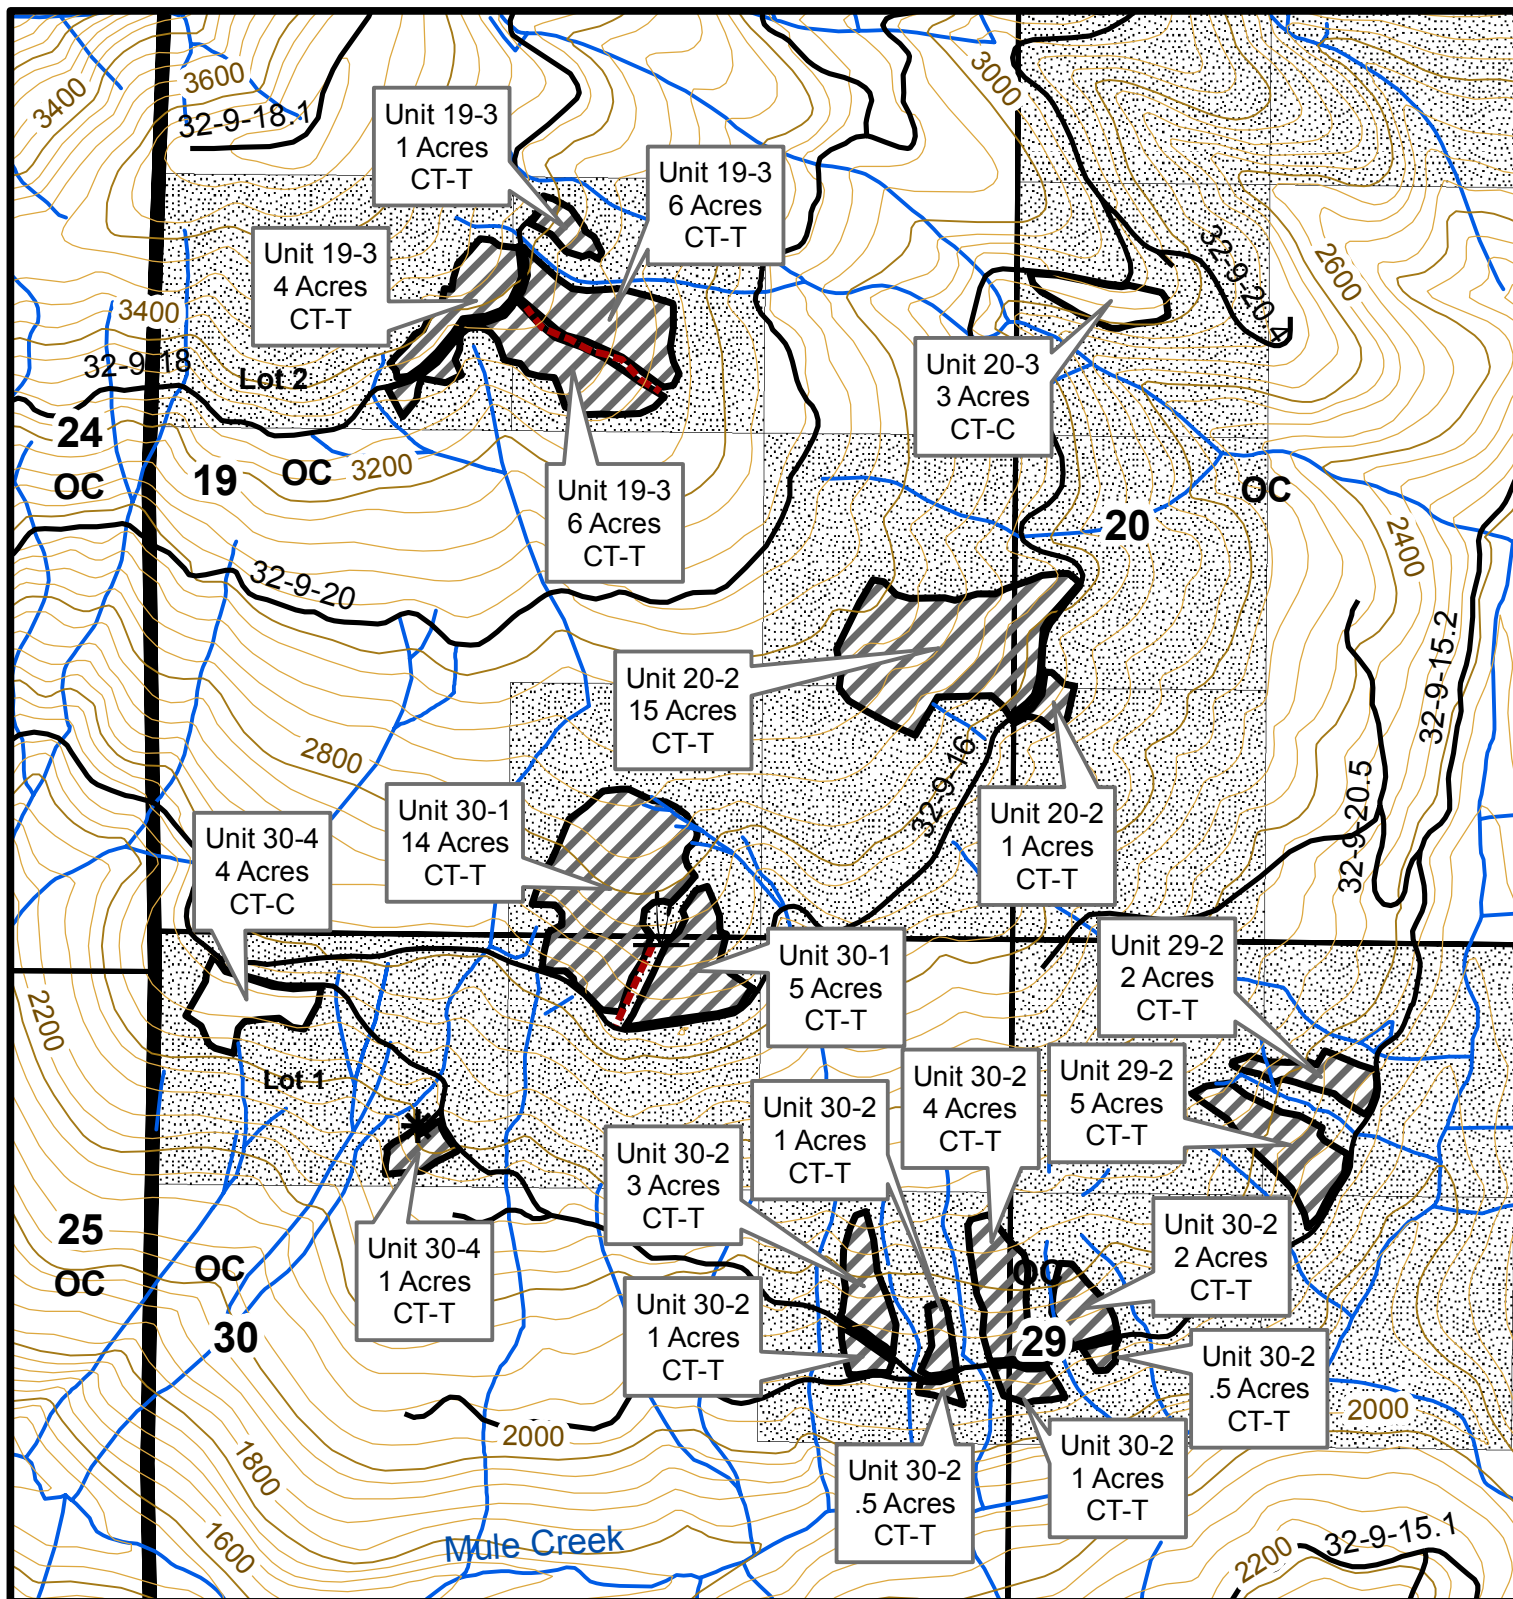 3600
3400
32-9-18.1
3000
Unit 19-3
1 Acres
CT-T
Unit 19-3
6 Acres
CT-T
Unit 19-3
4 Acres
CT-T
32-9-20.4
2600
3400
32-9-18
Lot 2
Unit 20-3
3 Acres
CT-C
24
OC
19
OC
3200
Unit 19-3
6 Acres
CT-T
OC
20
2400
32-9-20
32-9-15.2
Unit 20-2
15 Acres
CT-T
2800
32-9-16
32-9-20.5
Unit 30-1
14 Acres
CT-T
Unit 20-2
1 Acres
CT-T
Unit 30-4
4 Acres
CT-C
Unit 30-1
5 Acres
CT-T
Unit 29-2
2 Acres
CT-T
2200
Lot 1
Unit 30-2
4 Acres
CT-T
Unit 29-2
5 Acres
CT-T
Unit 30-2
1 Acres
CT-T
Unit 30-2
3 Acres
CT-T
25
OC
OC
30
Unit 30-4
1 Acres
CT-T
Unit 30-2
2 Acres
CT-T
OC
29
Unit 30-2
1 Acres
CT-T
Unit 30-2
.5 Acres
CT-T
2000
2000
1800
Unit 30-2
.5 Acres
CT-T
Unit 30-2
1 Acres
CT-T
1600
Mule Creek
2200
32-9-15.1